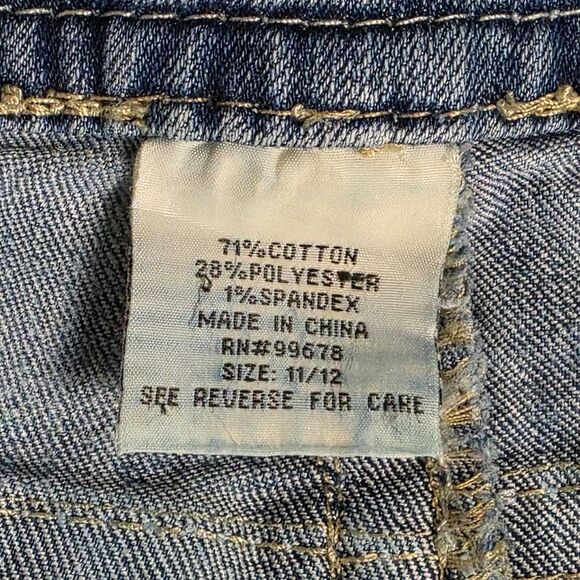 71%COTTON
28%POLYESTER
1%SPANDEX
MADE IN CHINA
RN#99678
SIZE: 11/12
SEE REVERSE FOR CARE